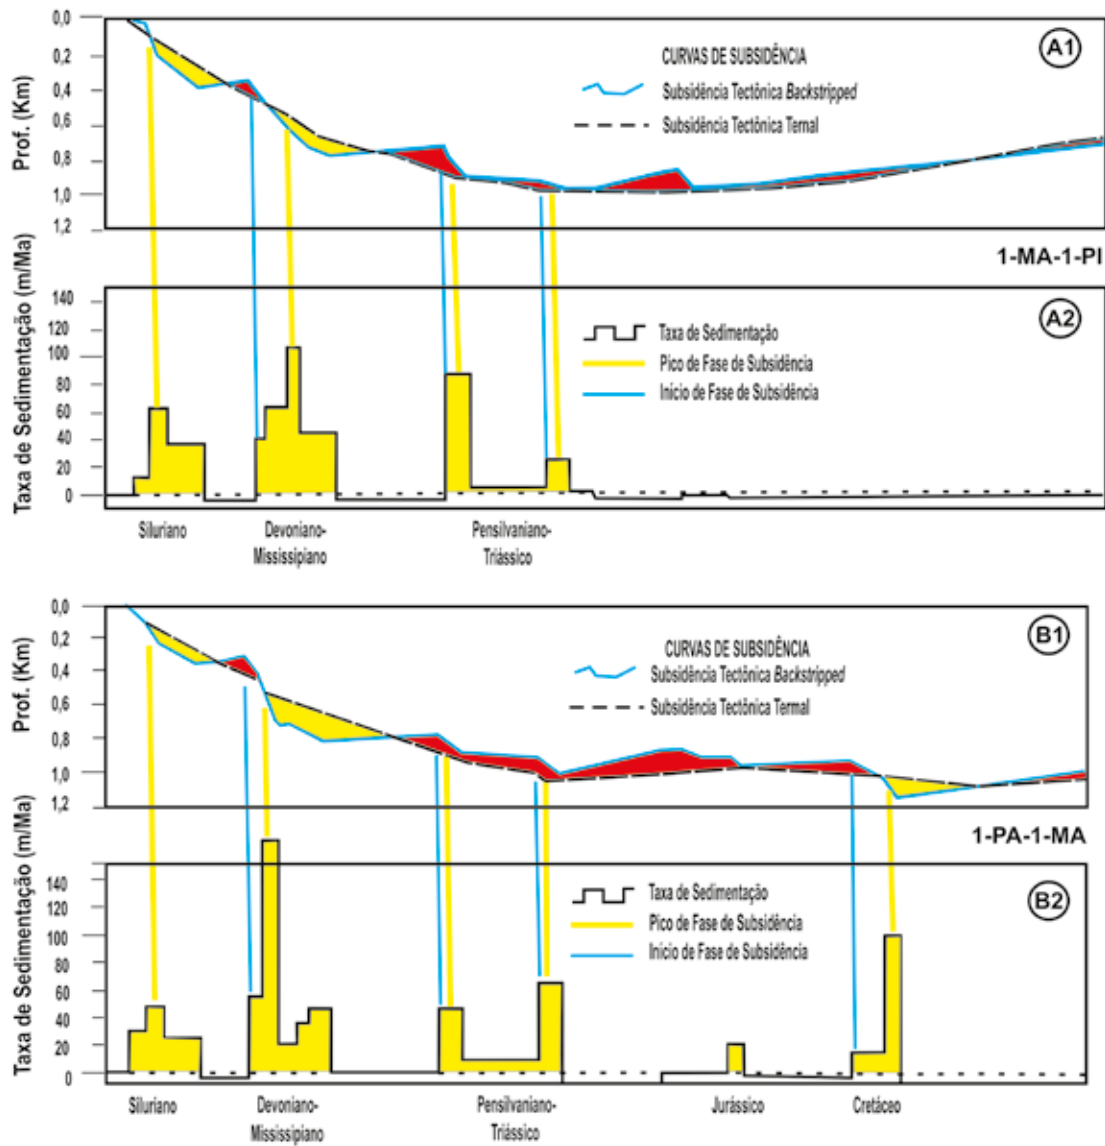 0,0
0,2
0,4
0,6
0,8
1,0
1,2
Prof. (Km)
A1
CURVAS DE SUBSIDÊNCIA
Subsidência Tectônica Backstripped
Subsidência Tectônica Ternal
1-MA-1-PI
Taxa de Sedimentação (m/Ma)
140
120
100
80
60
40
20
0
A2
Taxa de Sedimentação
Pico de Fase de Subsidência
Início de Fase de Subsidência
Siluriano
Devoniano-
Mississipiano
Pensilvaniano-
Triássico
0,0
0,2
0,4
0,6
0,8
1,0
1,2
Prof. (Km)
B1
CURVAS DE SUBSIDÊNCIA
Subsidência Tectônica Backstripped
Subsidência Tectônica Termal
1-PA-1-MA
Taxa de Sedimentação (m/Ma)
140
120
100
80
60
40
20
0
B2
Taxa de Sedimentação
Pico de Fase de Subsidência
Início de Fase de Subsidência
Siluriano
Devoniano-
Mississipiano
Pensilvaniano-
Triássico
Jurássico
Cretáceo